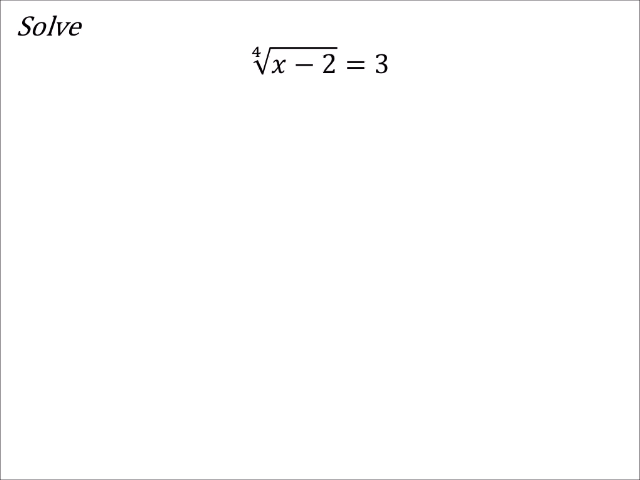 Solve
∜x − 2 = 3